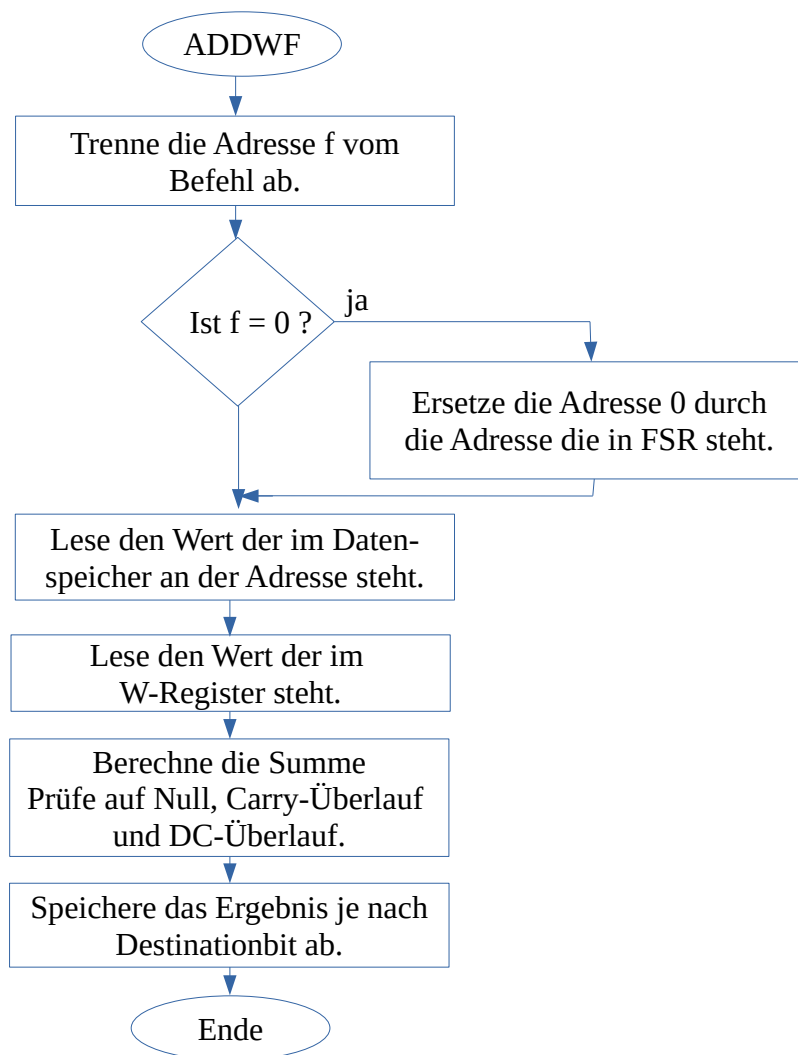 ADDWF
Trenne die Adresse f vom
Befehl ab.
Ist f = 0 ?
ja
Ersetze die Adresse 0 durch
die Adresse die in FSR steht.
Lese den Wert der im Daten-
speicher an der Adresse steht.
Lese den Wert der im
W-Register steht.
Berechne die Summe
Prüfe auf Null, Carry-Überlauf
und DC-Überlauf.
Speichere das Ergebnis je nach
Destinationbit ab.
Ende